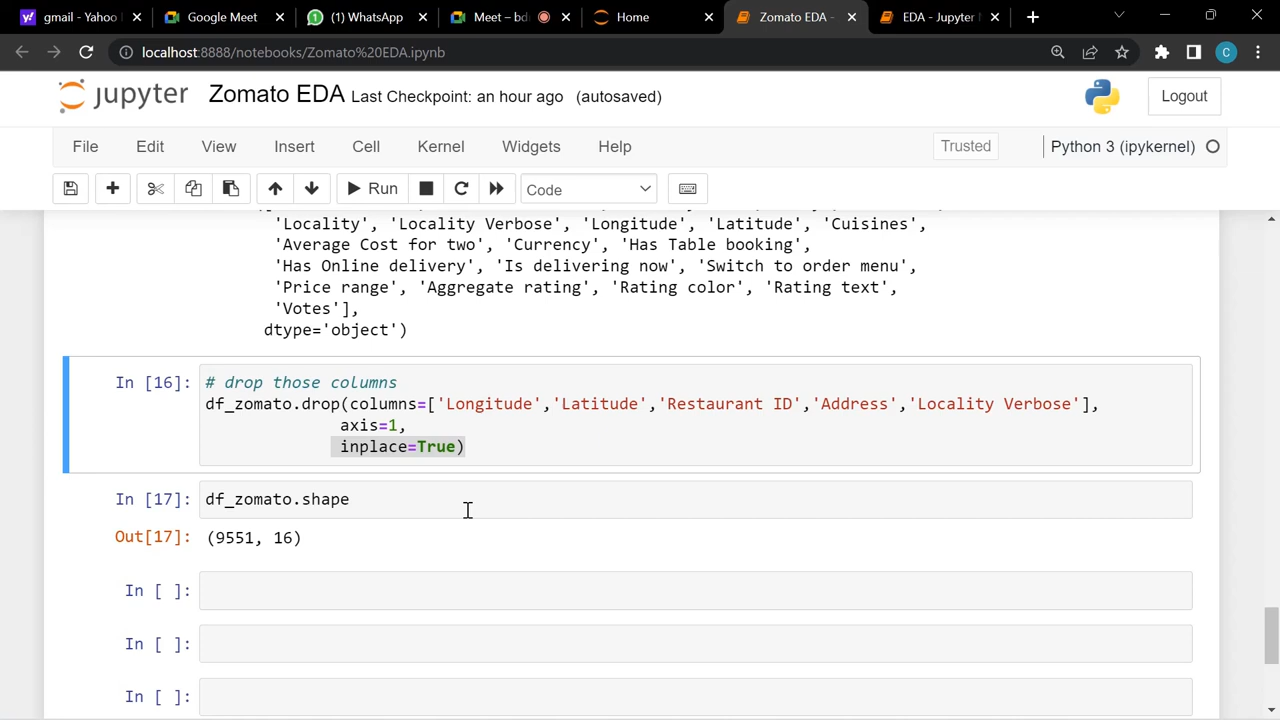 gmail - Yahoo
Google Meet
(1) WhatsApp
Meet – bd
Home
Zomato EDA -
EDA - Jupyter
localhost:8888/notebooks/Zomato%20EDA.ipynb
C
jupyter Zomato EDA Last Checkpoint: an hour ago (autosaved)
Logout
File Edit View Insert Cell Kernel Widgets Help
Trusted
Python 3 (ipykernel)
Run
Code
'Locality', 'Locality Verbose', 'Longitude', 'Latitude', 'Cuisines',
'Average Cost for two', 'Currency', 'Has Table booking',
'Has Online delivery', 'Is delivering now', 'Switch to order menu',
'Price range', 'Aggregate rating', 'Rating color', 'Rating text',
'Votes'],
dtype='object')
In [16]: # drop those columns
df_zomato.drop(columns=['Longitude','Latitude','Restaurant ID','Address','Locality Verbose'],
axis=1,
inplace=True)
In [17]: df_zomato.shape
Out[17]: (9551, 16)
In [ ]:
In [ ]:
In [ ]: